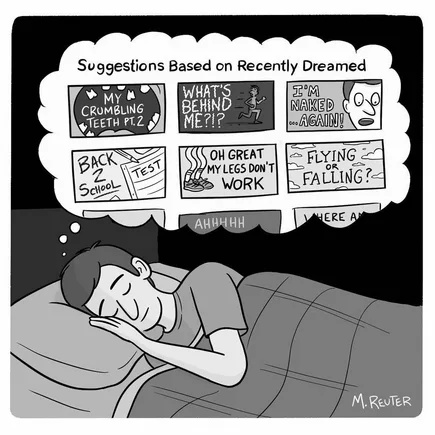 Suggestions Based on Recently Dreamed
MY
CRUMBLING
TEETH PT. 2
WHAT'S
BEHIND
ME?!?
I'M
NAKED
...AGAIN!
BACK
2
SCHOOL
TEST
OH GREAT
MY LEGS DON'T
WORK
FLYING
OR
FALLING?
AHHHHH
WHERE
M. REUTER